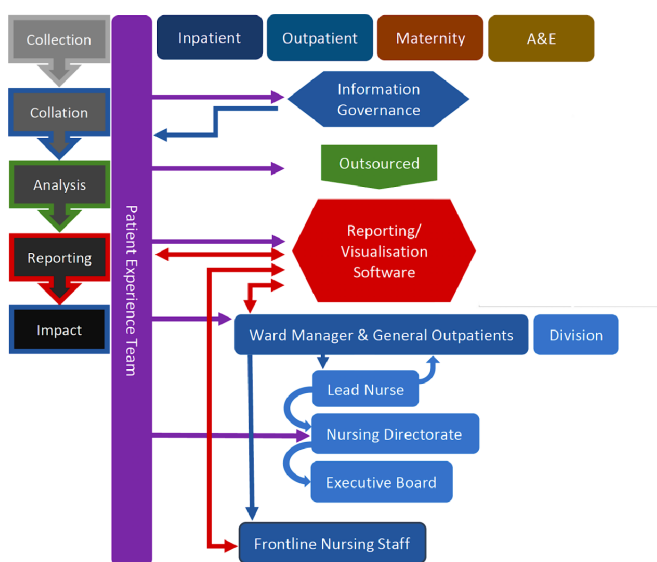 Collection
Inpatient
Outpatient
Maternity
A&E
Collation
Information
Governance
Analysis
Outsourced
Patient Experience Team
Reporting
Reporting/
Visualisation
Software
Impact
Ward Manager & General Outpatients
Division
Lead Nurse
Nursing Directorate
Executive Board
Frontline Nursing Staff